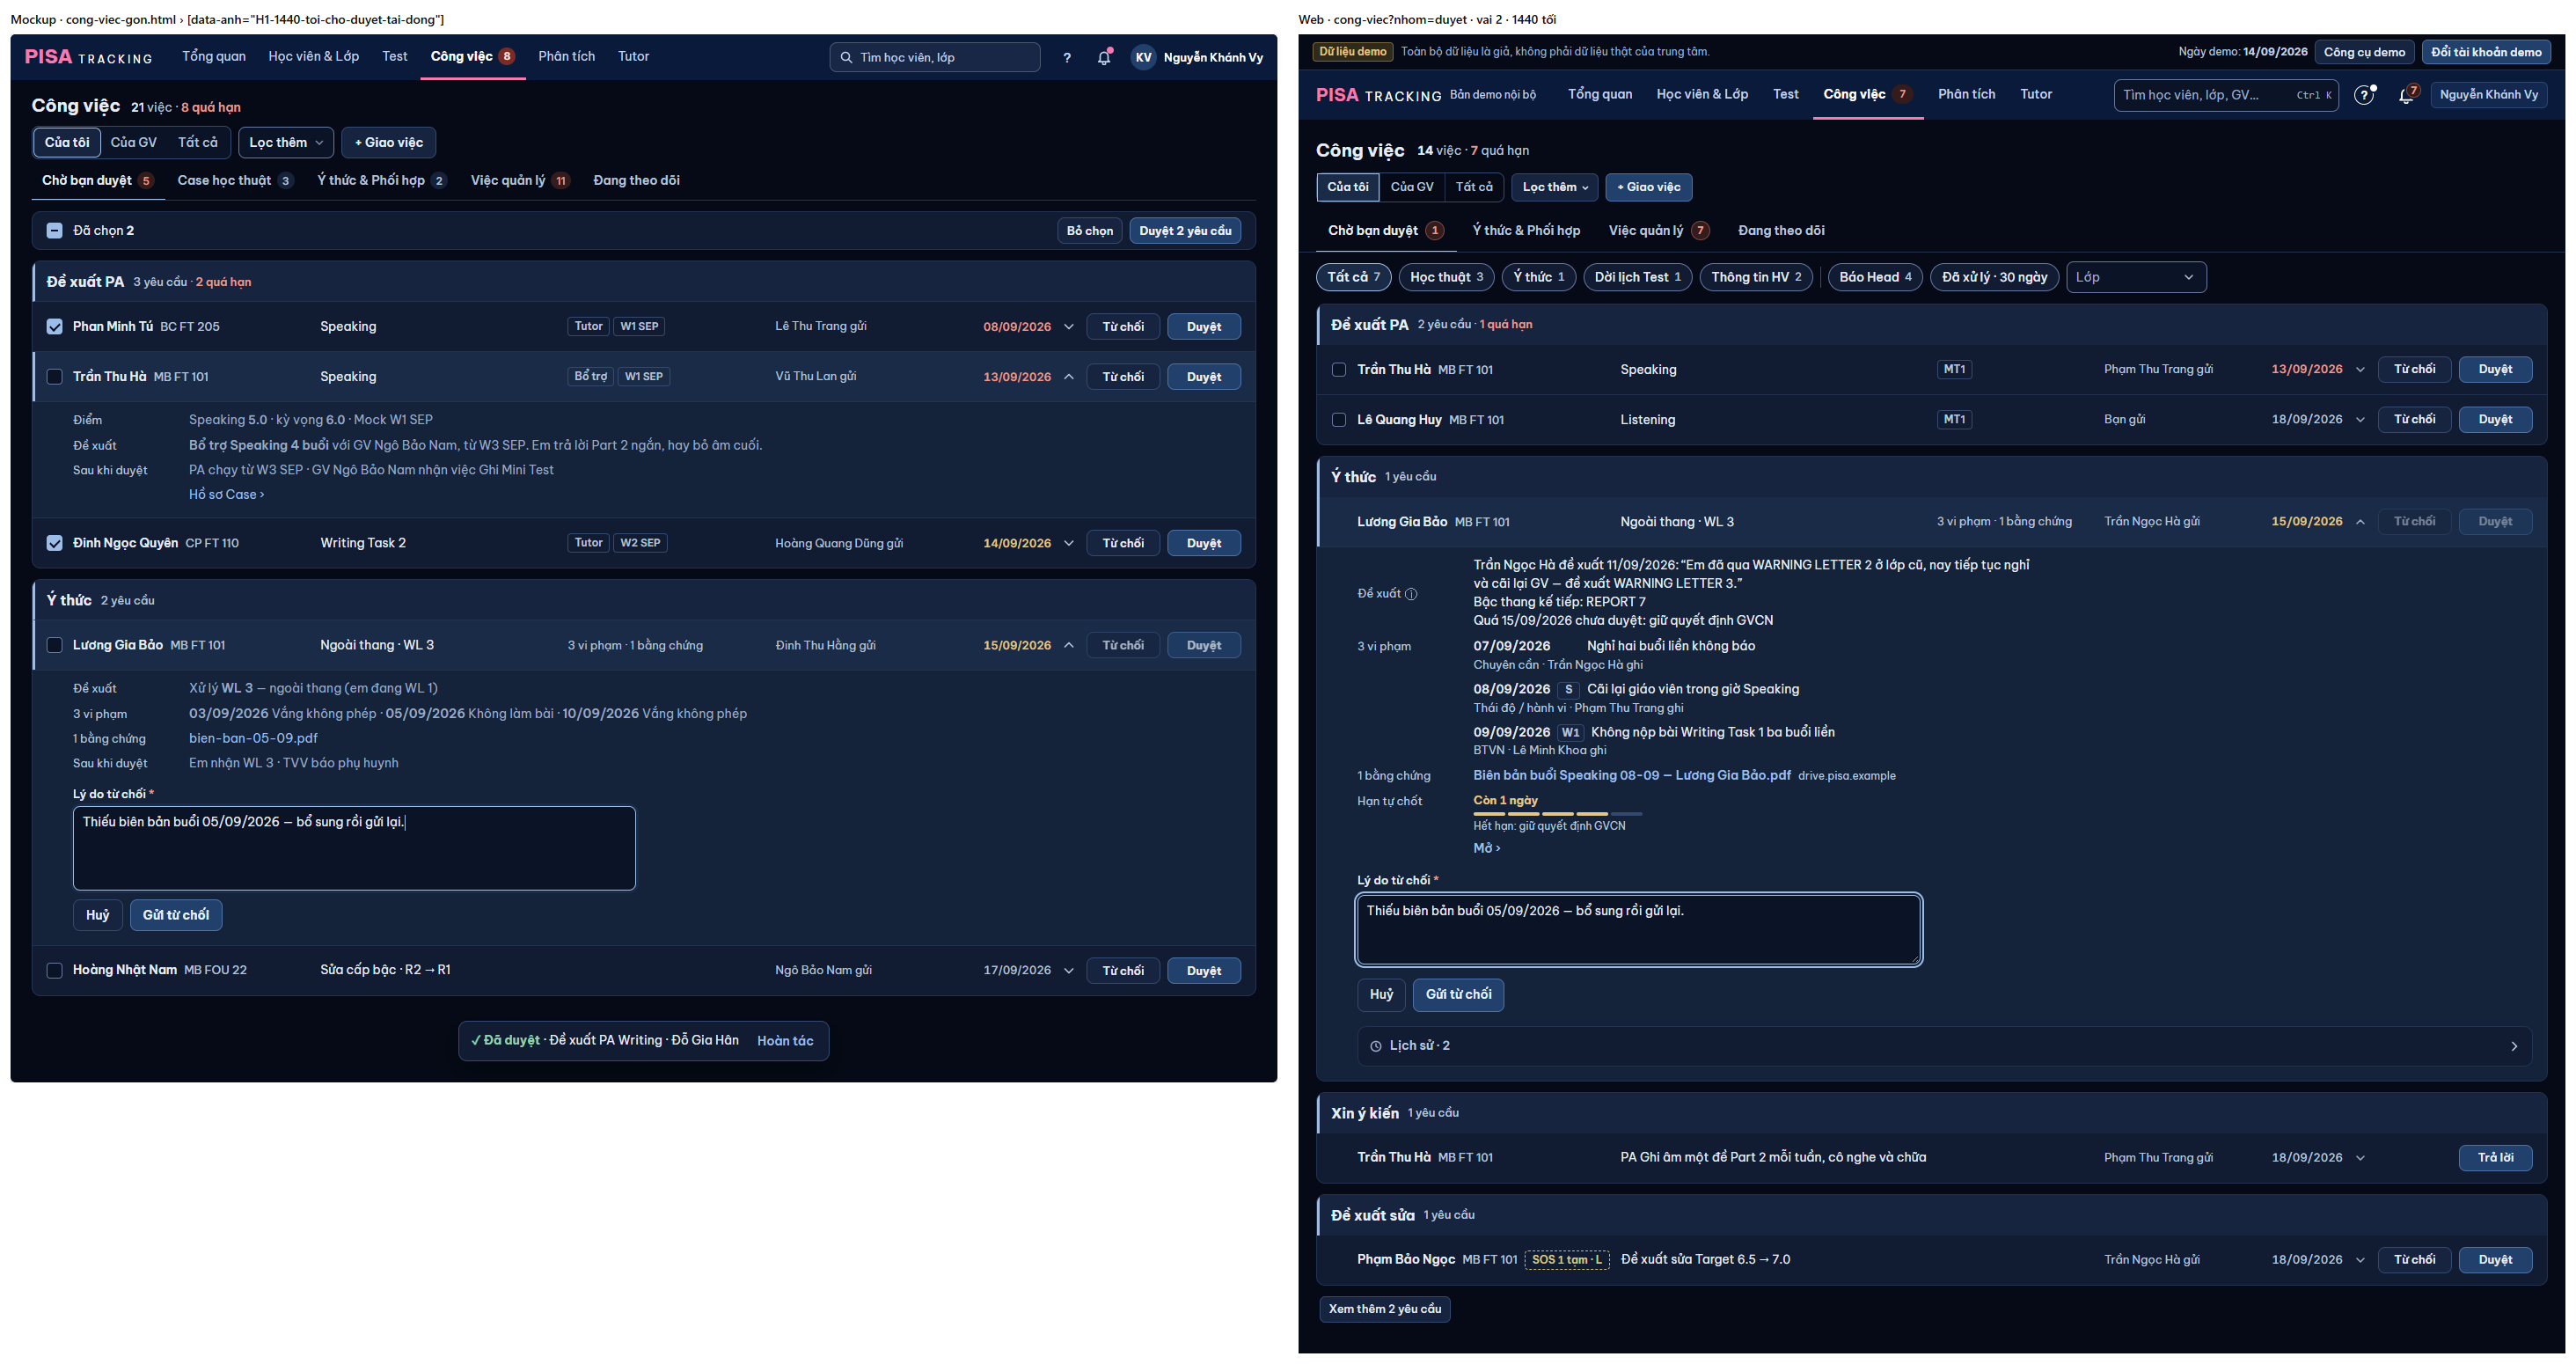 Mockup · cong-viec-gon.html › [data-anh="H1-1440-toi-cho-duyet-tai-dong"]
PISA TRACKING Tổng quan Học viên & Lớp Test Công việc 8 Phân tích Tutor Tìm học viên, lớp ? KV Nguyễn Khánh Vy
Công việc 21 việc · 8 quá hạn
Của tôi Của GV Tất cả Lọc thêm + Giao việc
Chờ bạn duyệt 5 Case học thuật 3 Ý thức & Phối hợp 2 Việc quản lý 11 Đang theo dõi
Đã chọn 2 Bỏ chọn Duyệt 2 yêu cầu
Đề xuất PA 3 yêu cầu · 2 quá hạn
Phan Minh Tú BC FT 205 Speaking Tutor W1 SEP Lê Thu Trang gửi 08/09/2026 Từ chối Duyệt
Trần Thu Hà MB FT 101 Speaking Bổ trợ W1 SEP Vũ Thu Lan gửi 13/09/2026 Từ chối Duyệt
Điểm Speaking 5.0 · kỳ vọng 6.0 · Mock W1 SEP
Đề xuất Bổ trợ Speaking 4 buổi với GV Ngô Bảo Nam, từ W3 SEP. Em trả lời Part 2 ngắn, hay bỏ âm cuối.
Sau khi duyệt PA chạy từ W3 SEP · GV Ngô Bảo Nam nhận việc Ghi Mini Test
Hồ sơ Case ›
Đinh Ngọc Quyên CP FT 110 Writing Task 2 Tutor W2 SEP Hoàng Quang Dũng gửi 14/09/2026 Từ chối Duyệt
Ý thức 2 yêu cầu
Lương Gia Bảo MB FT 101 Ngoài thang · WL 3 3 vi phạm · 1 bằng chứng Đinh Thu Hằng gửi 15/09/2026 Từ chối Duyệt
Đề xuất Xử lý WL 3 — ngoài thang (em đang WL 1)
3 vi phạm 03/09/2026 Vắng không phép · 05/09/2026 Không làm bài · 10/09/2026 Vắng không phép
1 bằng chứng bien-ban-05-09.pdf
Sau khi duyệt Em nhận WL 3 · TVV báo phụ huynh
Lý do từ chối *
Thiếu biên bản buổi 05/09/2026 — bổ sung rồi gửi lại.
Huỷ Gửi từ chối
Hoàng Nhật Nam MB FOU 22 Sửa cấp bậc · R2 → R1 Ngô Bảo Nam gửi 17/09/2026 Từ chối Duyệt
✓ Đã duyệt · Đề xuất PA Writing · Đỗ Gia Hân Hoàn tác
Web · cong-viec?nhom=duyet · vai 2 · 1440 tối
Dữ liệu demo Toàn bộ dữ liệu là giả, không phải dữ liệu thật của trung tâm. Ngày demo: 14/09/2026 Công cụ demo Đổi tài khoản demo
PISA TRACKING Bản demo nội bộ Tổng quan Học viên & Lớp Test Công việc 7 Phân tích Tutor Tìm học viên, lớp, GV... Ctrl K ? 7 Nguyễn Khánh Vy
Công việc 14 việc · 7 quá hạn
Của tôi Của GV Tất cả Lọc thêm + Giao việc
Chờ bạn duyệt 1 Ý thức & Phối hợp Việc quản lý 7 Đang theo dõi
Tất cả 7 Học thuật 3 Ý thức 1 Dời lịch Test 1 Thông tin HV 2 Báo Head 4 Đã xử lý · 30 ngày Lớp
Đề xuất PA 2 yêu cầu · 1 quá hạn
Trần Thu Hà MB FT 101 Speaking MT1 Phạm Thu Trang gửi 13/09/2026 Từ chối Duyệt
Lê Quang Huy MB FT 101 Listening MT1 Bạn gửi 18/09/2026 Từ chối Duyệt
Ý thức 1 yêu cầu
Lương Gia Bảo MB FT 101 Ngoài thang · WL 3 3 vi phạm · 1 bằng chứng Trần Ngọc Hà gửi 15/09/2026 Từ chối Duyệt
Đề xuất Trần Ngọc Hà đề xuất 11/09/2026: “Em đã qua WARNING LETTER 2 ở lớp cũ, nay tiếp tục nghỉ
và cãi lại GV — đề xuất WARNING LETTER 3.”
Bậc thang kế tiếp: REPORT 7
Quá 15/09/2026 chưa duyệt: giữ quyết định GVCN
3 vi phạm 07/09/2026 Nghỉ hai buổi liền không báo
Chuyên cần · Trần Ngọc Hà ghi
08/09/2026 S Cãi lại giáo viên trong giờ Speaking
Thái độ / hành vi · Phạm Thu Trang ghi
09/09/2026 W1 Không nộp bài Writing Task 1 ba buổi liền
BTVN · Lê Minh Khoa ghi
1 bằng chứng Biên bản buổi Speaking 08-09 — Lương Gia Bảo.pdf drive.pisa.example
Hạn tự chốt Còn 1 ngày
Hết hạn: giữ quyết định GVCN
Mở ›
Lý do từ chối *
Thiếu biên bản buổi 05/09/2026 — bổ sung rồi gửi lại.
Huỷ Gửi từ chối
Lịch sử · 2
Xin ý kiến 1 yêu cầu
Trần Thu Hà MB FT 101 PA Ghi âm một đề Part 2 mỗi tuần, cô nghe và chữa Phạm Thu Trang gửi 18/09/2026 Trả lời
Đề xuất sửa 1 yêu cầu
Phạm Bảo Ngọc MB FT 101 SOS 1 tạm · L Đề xuất sửa Target 6.5 → 7.0 Trần Ngọc Hà gửi 18/09/2026 Từ chối Duyệt
Xem thêm 2 yêu cầu